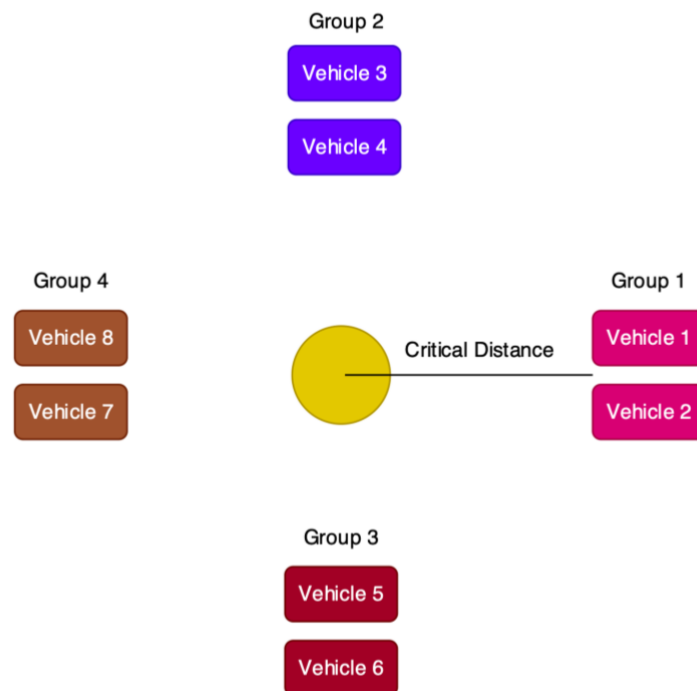 Group 2
Vehicle 3
Vehicle 4
Group 4
Group 1
Vehicle 8
Vehicle 1
Critical Distance
Vehicle 7
Vehicle 2
Group 3
Vehicle 5
Vehicle 6